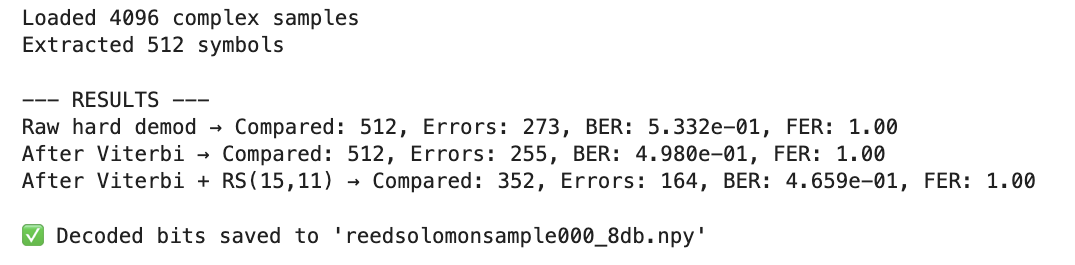 Loaded 4096 complex samples
Extracted 512 symbols
––– RESULTS –––
Raw hard demod → Compared: 512, Errors: 273, BER: 5.332e-01, FER: 1.00
After Viterbi → Compared: 512, Errors: 255, BER: 4.980e-01, FER: 1.00
After Viterbi + RS(15,11) → Compared: 352, Errors: 164, BER: 4.659e-01, FER: 1.00
✅ Decoded bits saved to 'reedsolomonsample000_8db.npy'